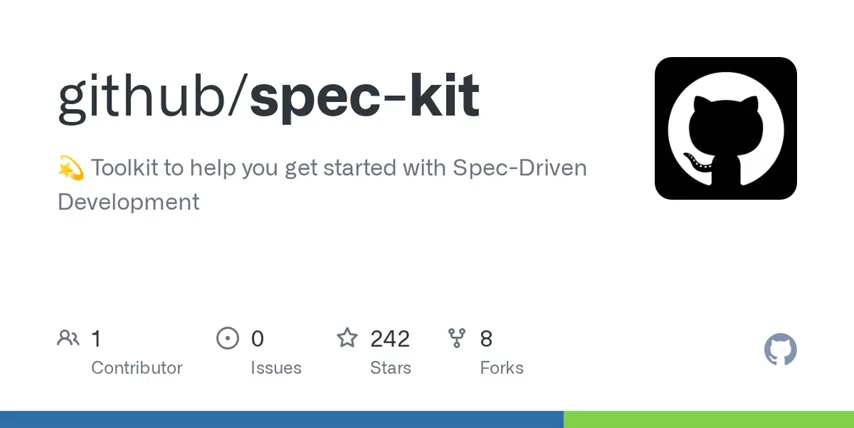 github/spec-kit
💫 Toolkit to help you get started with Spec-Driven
Development
1 0 242 8
Contributor Issues Stars Forks